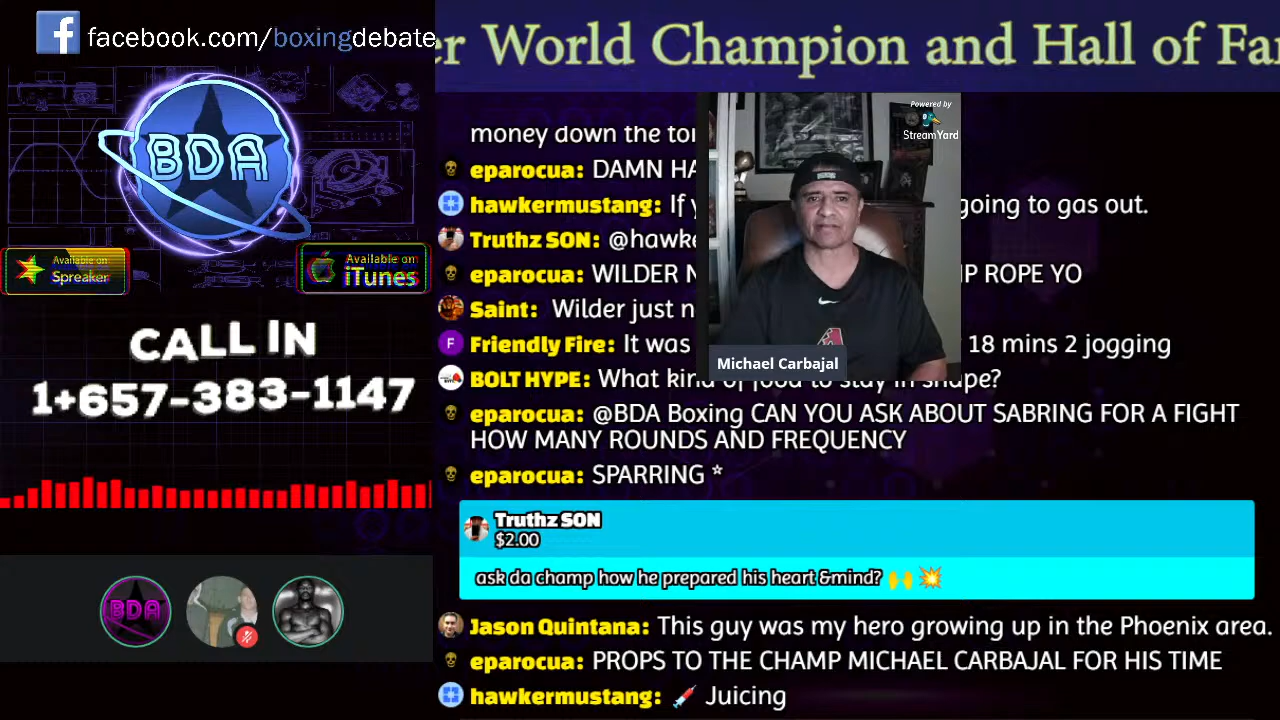 facebook.com/boxingdebate
er World Champion and Hall of Fa
BDA
Available on
Spreaker
Available on
iTunes
CALL IN
1+657-383-1147
BDA
Powered by
StreamYard
Michael Carbajal
money down the tor
eparocua: DAMN HA
hawkermustang: If y going to gas out.
Truthz SON: @hawke
eparocua: WILDER N IP ROPE YO
Saint: Wilder just n
Friendly Fire: It was 18 mins 2 jogging
BOLT HYPE: What kind of food to stay in shape?
eparocua: @BDA Boxing CAN YOU ASK ABOUT SABRING FOR A FIGHT
HOW MANY ROUNDS AND FREQUENCY
eparocua: SPARRING *
Truthz SON
$2.00
ask da champ how he prepared his heart &mind? 🙌 💥
Jason Quintana: This guy was my hero growing up in the Phoenix area.
eparocua: PROPS TO THE CHAMP MICHAEL CARBAJAL FOR HIS TIME
hawkermustang: 💉 Juicing